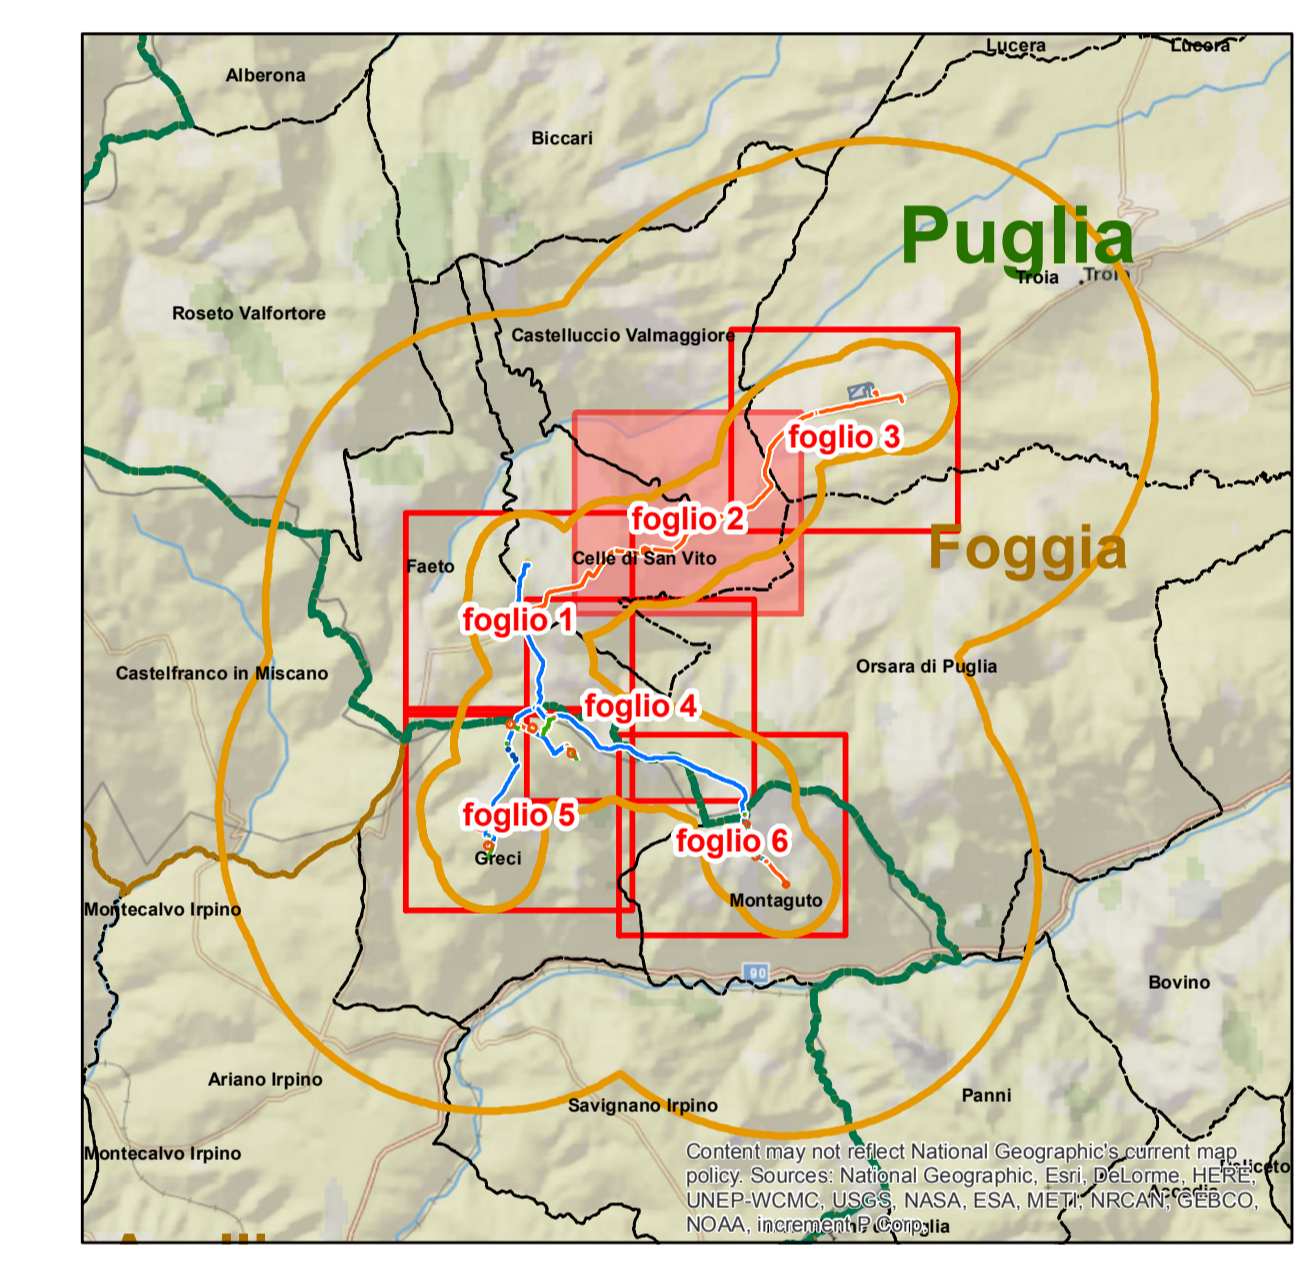 Lucera
Lucera
Alberona
Biccari
Puglia
Troia
Troia
Roseto Valfortore
Castelluccio Valmaggiore
foglio 3
foglio 2
Foggia
Celle di San Vito
Faeto
foglio 1
Orsara di Puglia
Castelfranco in Miscano
foglio 4
foglio 5
foglio 6
Greci
Montaguto
Montecalvo Irpino
90
Bovino
Ariano Irpino
Panni
Savignano Irpino
Montecalvo Irpino
Content may not reflect National Geographic's current map
policy. Sources: National Geographic, Esri, DeLorme, HERE,
UNEP-WCMC, USGS, NASA, ESA, METI, NRCAN, GEBCO,
NOAA, increment P Corp.
Accadia